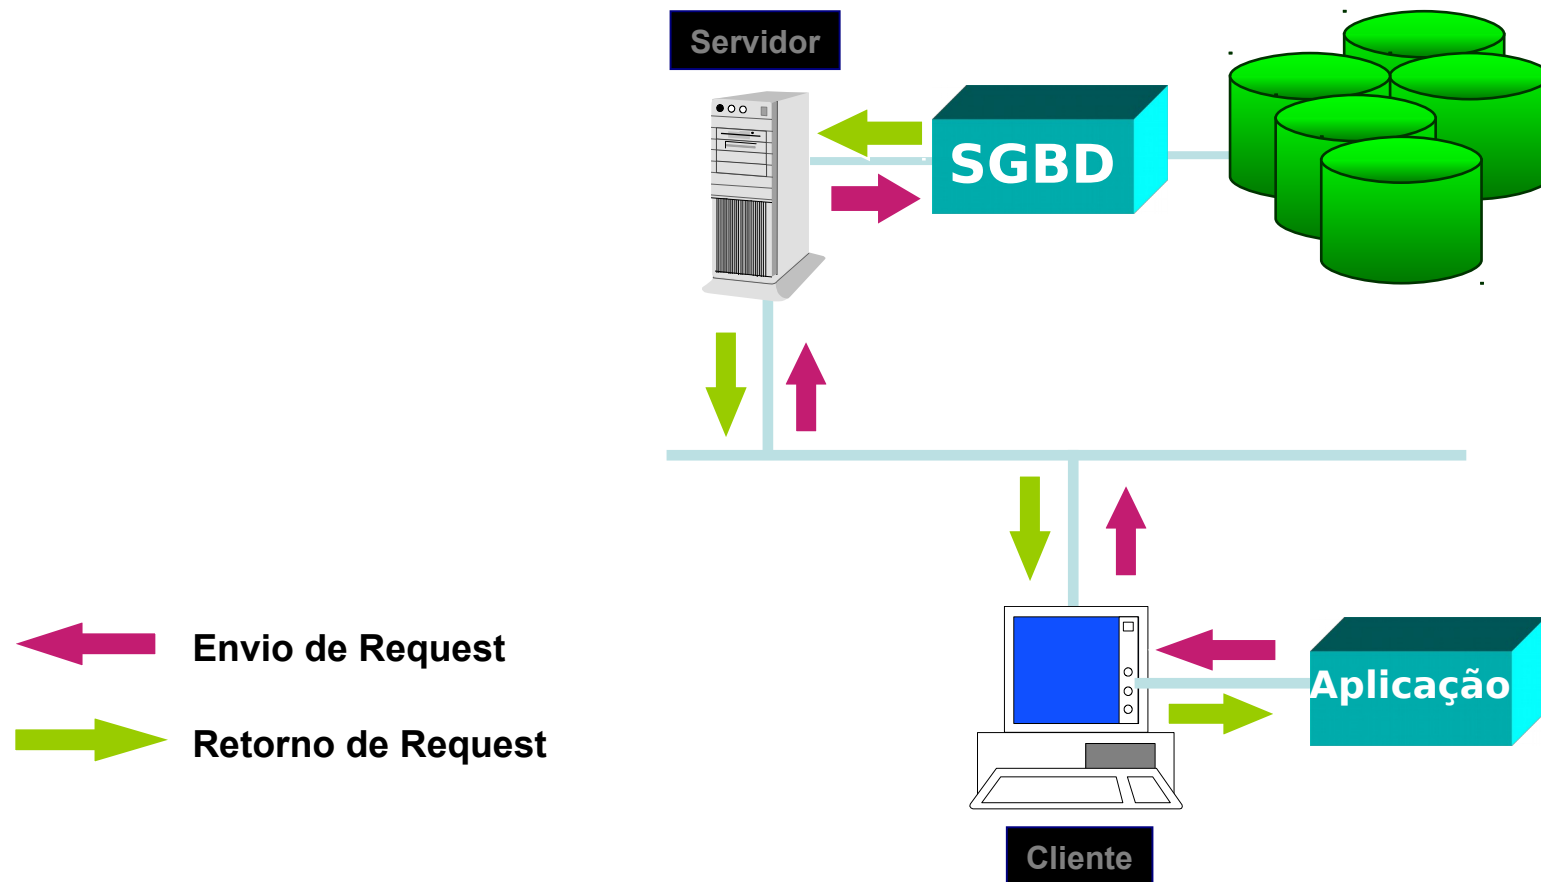 Servidor
SGBD
Envio de Request
Aplicação
Retorno de Request
Cliente